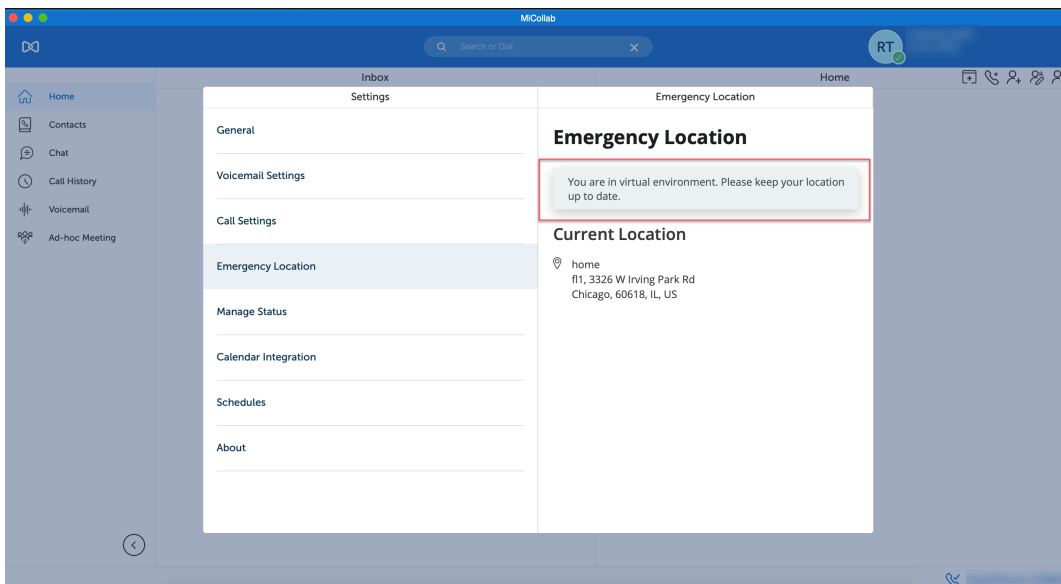 MiCollab
Search or Dial
RT
Inbox
Home
Home
Contacts
Chat
Call History
Voicemail
Ad-hoc Meeting
Settings
General
Voicemail Settings
Call Settings
Emergency Location
Manage Status
Calendar Integration
Schedules
About
Emergency Location
Emergency Location
You are in virtual environment. Please keep your location
up to date.
Current Location
home
fl1, 3326 W Irving Park Rd
Chicago, 60618, IL, US